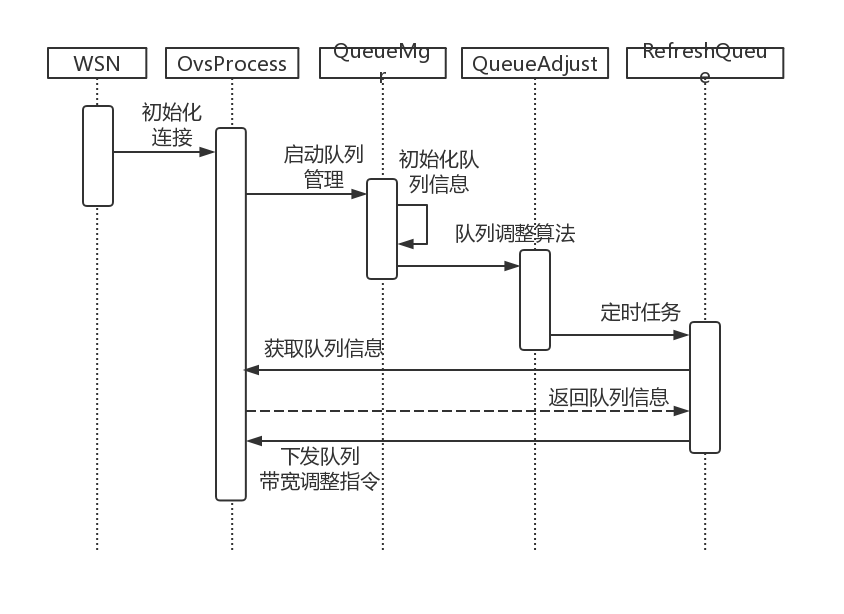 WSN
OvsProcess
QueueMg
r
QueueAdjust
RefreshQueu
e
初始化
连接
启动队列
管理
初始化队
列信息
队列调整算法
定时任务
获取队列信息
返回队列信息
下发队列
带宽调整指令